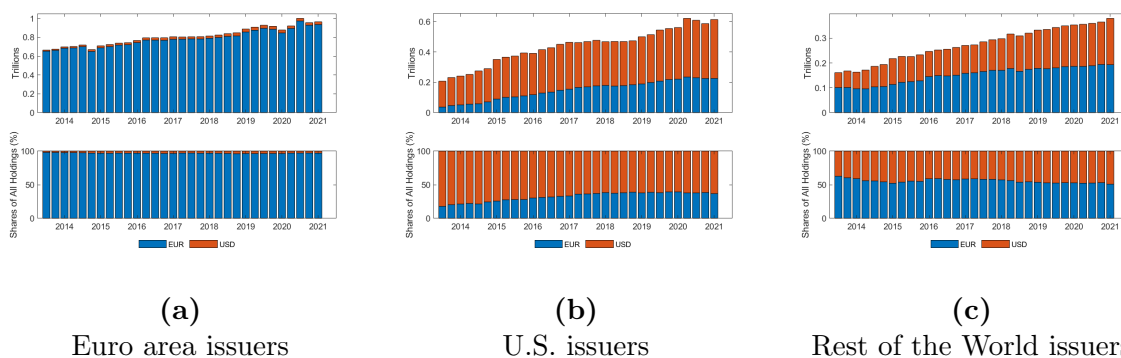 Trillions
1
0.8
0.6
0.4
0.2
0
2014 2015 2016 2017 2018 2019 2020 2021
Shares of All Holdings (%)
100
50
0
2014 2015 2016 2017 2018 2019 2020 2021
EUR USD
(a)
Euro area issuers
Trillions
0.6
0.4
0.2
0
2014 2015 2016 2017 2018 2019 2020 2021
Shares of All Holdings (%)
100
50
0
2014 2015 2016 2017 2018 2019 2020 2021
EUR USD
(b)
U.S. issuers
Trillions
0.3
0.2
0.1
0
2014 2015 2016 2017 2018 2019 2020 2021
Shares of All Holdings (%)
100
50
0
2014 2015 2016 2017 2018 2019 2020 2021
EUR USD
(c)
Rest of the World issuers